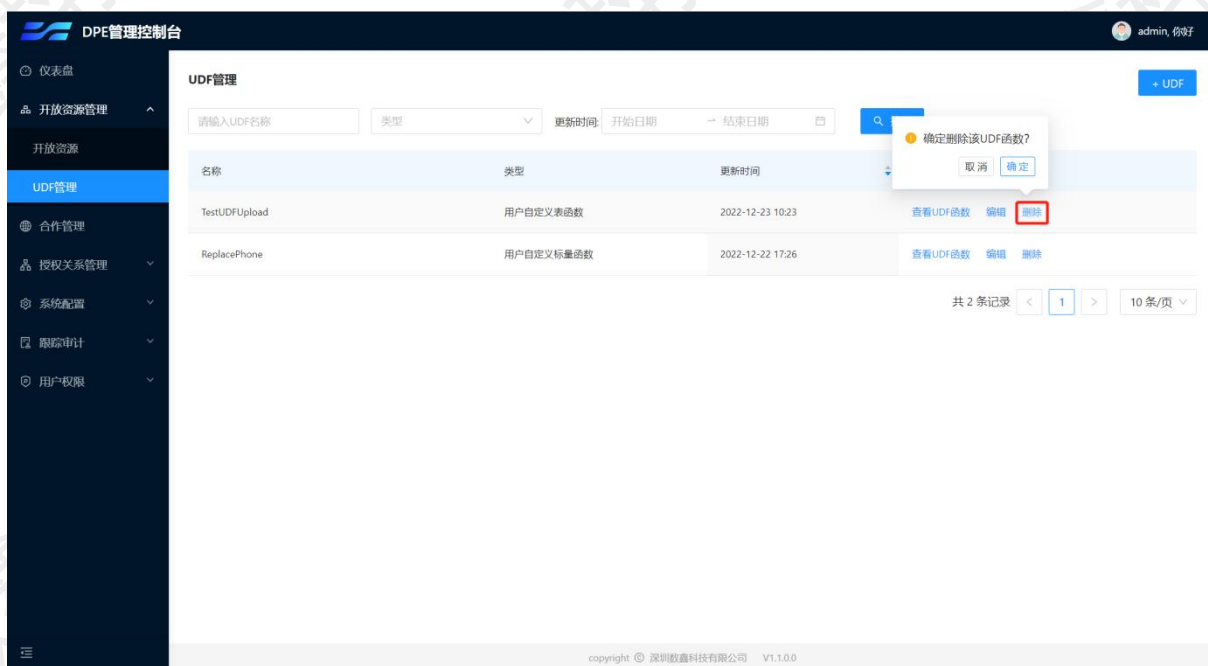 DPE管理控制台
admin, 你好
仪表盘
开放资源管理
开放资源
UDF管理
合作管理
授权关系管理
系统配置
跟踪审计
用户权限
UDF管理
+ UDF
请输入UDF名称 类型 更新时间: 开始日期 → 结束日期
确定删除该UDF函数?
取消 确定
名称 类型 更新时间
TestUDFUpload 用户自定义表函数 2022-12-23 10:23 查看UDF函数 编辑 删除
ReplacePhone 用户自定义标量函数 2022-12-22 17:26 查看UDF函数 编辑 删除
共 2 条记录 < 1 > 10 条/页
copyright © 深圳数鑫科技有限公司 V1.1.0.0